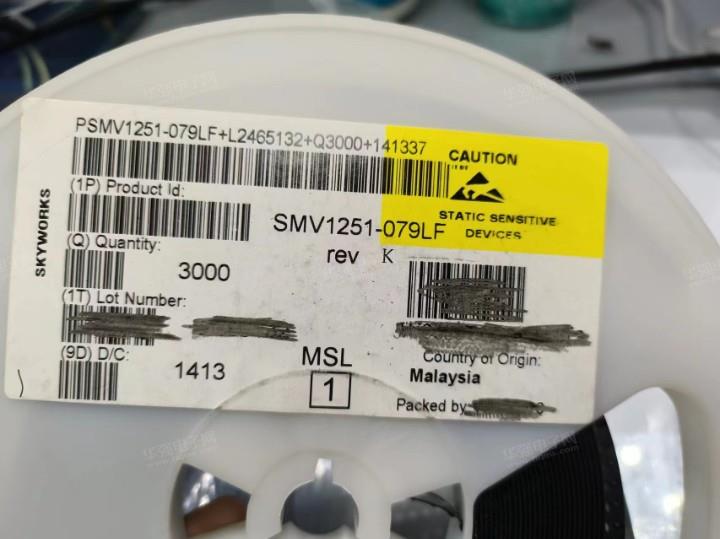 PSMV1251-079LF+L2465132+Q3000+141337
CAUTION
(1P) Product Id:
STATIC SENSITIVE
DEVICES
SMV1251-079LF
rev K
SKYWORKS
(Q) Quantity:
3000
(1T) Lot Number:
Country of Origin:
Malaysia
(9D) D/C:
1413
MSL
1
Packed by